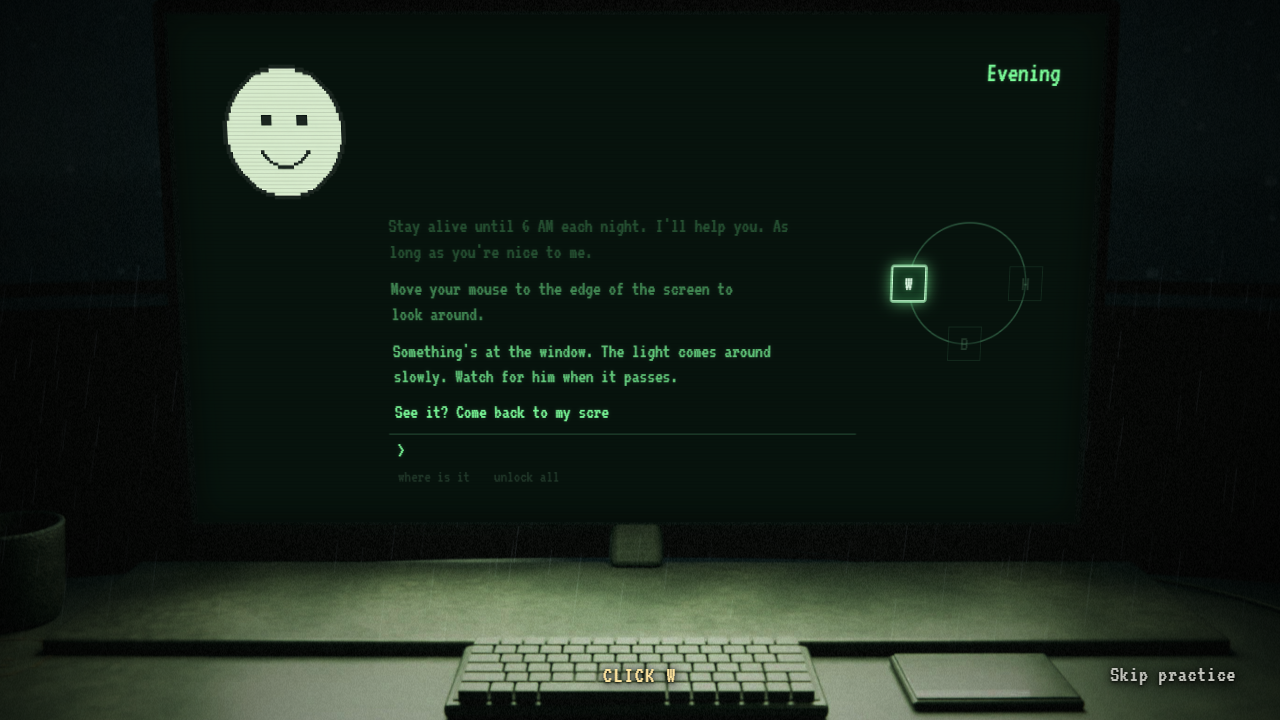 Evening
Stay alive until 6 AM each night. I'll help you. As
long as you're nice to me.
Move your mouse to the edge of the screen to
look around.
Something's at the window. The light comes around
slowly. Watch for him when it passes.
See it? Come back to my scre
❯
where is it unlock all
W
H
D
CLICK W
Skip practice